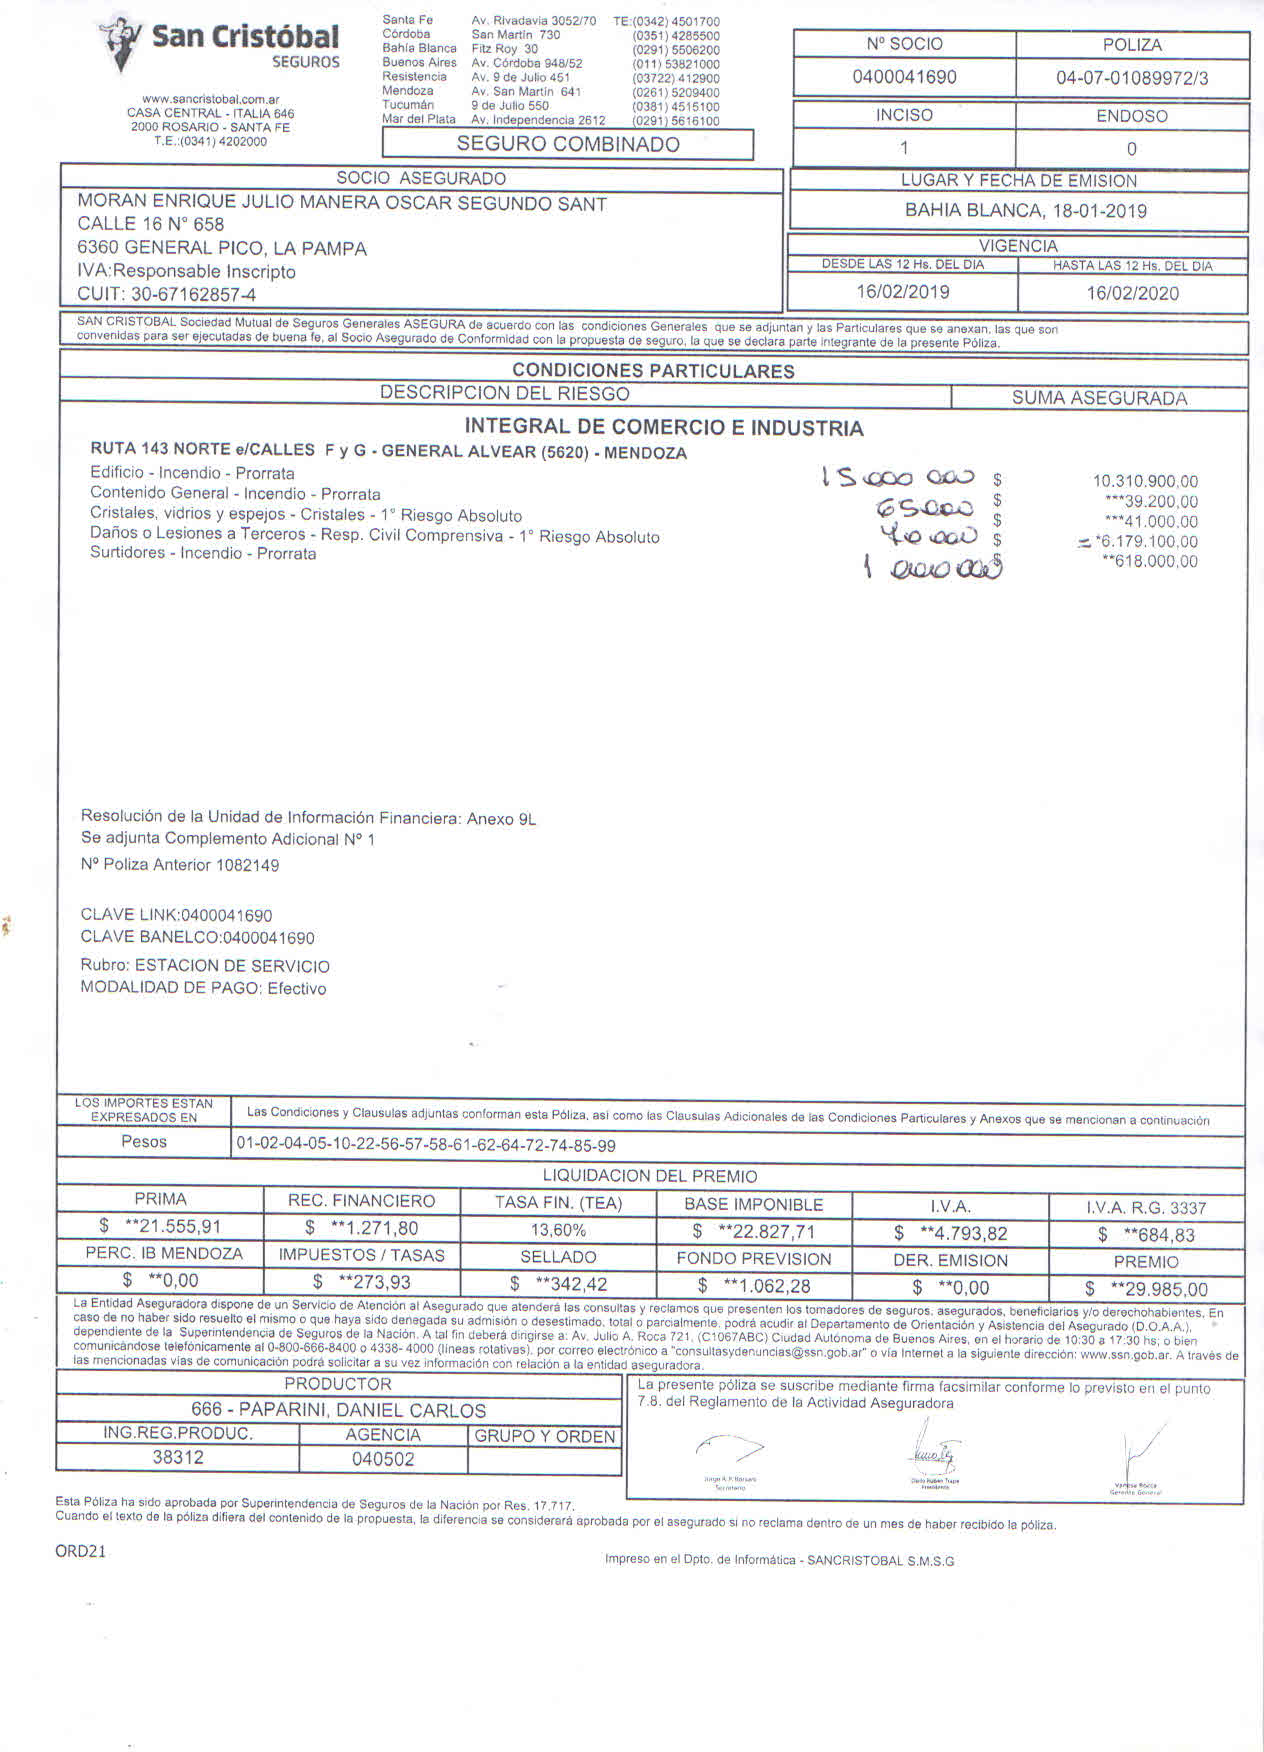 San Cristóbal
SEGUROS
www.sancristobal.com.ar
CASA CENTRAL - ITALIA 646
2000 ROSARIO - SANTA FE
T.E.:(0341) 4202000
Santa Fe Av. Rivadavia 3052/70 TE:(0342) 4501700
Córdoba San Martín 730 (0351) 4285500
Bahía Blanca Fitz Roy 30 (0291) 5506200
Buenos Aires Av. Córdoba 948/52 (011) 53821000
Resistencia Av. 9 de Julio 451 (03722) 412900
Mendoza Av. San Martín 641 (0261) 5209400
Tucumán 9 de Julio 550 (0381) 4515100
Mar del Plata Av. Independencia 2612 (0291) 5616100
SEGURO COMBINADO
Nº SOCIO POLIZA
0400041690 04-07-01089972/3
INCISO ENDOSO
1 0
SOCIO ASEGURADO
MORAN ENRIQUE JULIO MANERA OSCAR SEGUNDO SANT
CALLE 16 N° 658
6360 GENERAL PICO, LA PAMPA
IVA:Responsable Inscripto
CUIT: 30-67162857-4
LUGAR Y FECHA DE EMISION
BAHIA BLANCA, 18-01-2019
VIGENCIA
DESDE LAS 12 Hs. DEL DIA HASTA LAS 12 Hs. DEL DIA
16/02/2019 16/02/2020
SAN CRISTOBAL Sociedad Mutual de Seguros Generales ASEGURA de acuerdo con las condiciones Generales que se adjuntan y las Particulares que se anexan, las que son
convenidas para ser ejecutadas de buena fe, al Socio Asegurado de Conformidad con la propuesta de seguro, la que se declara parte integrante de la presente Póliza.
CONDICIONES PARTICULARES
DESCRIPCION DEL RIESGO SUMA ASEGURADA
INTEGRAL DE COMERCIO E INDUSTRIA
RUTA 143 NORTE e/CALLES F y G - GENERAL ALVEAR (5620) - MENDOZA
Edificio - Incendio - Prorrata 15 000 000 $ 10.310.900,00
Contenido General - Incendio - Prorrata $ ***39.200,00
Cristales, vidrios y espejos - Cristales - 1° Riesgo Absoluto 65000 $ ***41.000,00
Daños o Lesiones a Terceros - Resp. Civil Comprensiva - 1° Riesgo Absoluto 70 000 $ = *6.179.100,00
Surtidores - Incendio - Prorrata 1 000 000 $ **618.000,00
Resolución de la Unidad de Información Financiera: Anexo 9L
Se adjunta Complemento Adicional Nº 1
Nº Poliza Anterior 1082149
CLAVE LINK:0400041690
CLAVE BANELCO:0400041690
Rubro: ESTACION DE SERVICIO
MODALIDAD DE PAGO: Efectivo
LOS IMPORTES ESTAN
EXPRESADOS EN
Las Condiciones y Clausulas adjuntas conforman esta Póliza, así como las Clausulas Adicionales de las Condiciones Particulares y Anexos que se mencionan a continuación
Pesos 01-02-04-05-10-22-56-57-58-61-62-64-72-74-85-99
LIQUIDACION DEL PREMIO
PRIMA REC. FINANCIERO TASA FIN. (TEA) BASE IMPONIBLE I.V.A. I.V.A. R.G. 3337
$ **21.555,91 $ **1.271,80 13,60% $ **22.827,71 $ **4.793,82 $ **684,83
PERC. IB MENDOZA IMPUESTOS / TASAS SELLADO FONDO PREVISION DER. EMISION PREMIO
$ **0,00 $ **273,93 $ **342,42 $ **1.062,28 $ **0,00 $ **29.985,00
La Entidad Aseguradora dispone de un Servicio de Atención al Asegurado que atenderá las consultas y reclamos que presenten los tomadores de seguros, asegurados, beneficiarios y/o derechohabientes. En
caso de no haber sido resuelto el mismo o que haya sido denegada su admisión o desestimado, total o parcialmente, podrá acudir al Departamento de Orientación y Asistencia del Asegurado (D.O.A.A.),
dependiente de la Superintendencia de Seguros de la Nación. A tal fin deberá dirigirse a: Av. Julio A. Roca 721, (C1067ABC) Ciudad Autónoma de Buenos Aires, en el horario de 10:30 a 17:30 hs; o bien
comunicándose telefónicamente al 0-800-666-8400 o 4338- 4000 (líneas rotativas), por correo electrónico a "consultasydenuncias@ssn.gob.ar" o vía Internet a la siguiente dirección: www.ssn.gob.ar. A través de
las mencionadas vías de comunicación podrá solicitar a su vez información con relación a la entidad aseguradora.
PRODUCTOR
666 - PAPARINI, DANIEL CARLOS
ING.REG.PRODUC. AGENCIA GRUPO Y ORDEN
38312 040502
La presente póliza se suscribe mediante firma facsimilar conforme lo previsto en el punto
7.8. del Reglamento de la Actividad Aseguradora
Secretario
Presidente
Vanesa Rocca
Gerente General
Esta Póliza ha sido aprobada por Superintendencia de Seguros de la Nación por Res. 17.717.
Cuando el texto de la póliza difiera del contenido de la propuesta, la diferencia se considerará aprobada por el asegurado si no reclama dentro de un mes de haber recibido la póliza.
ORD21
Impreso en el Dpto. de Informática - SANCRISTOBAL S.M.S.G